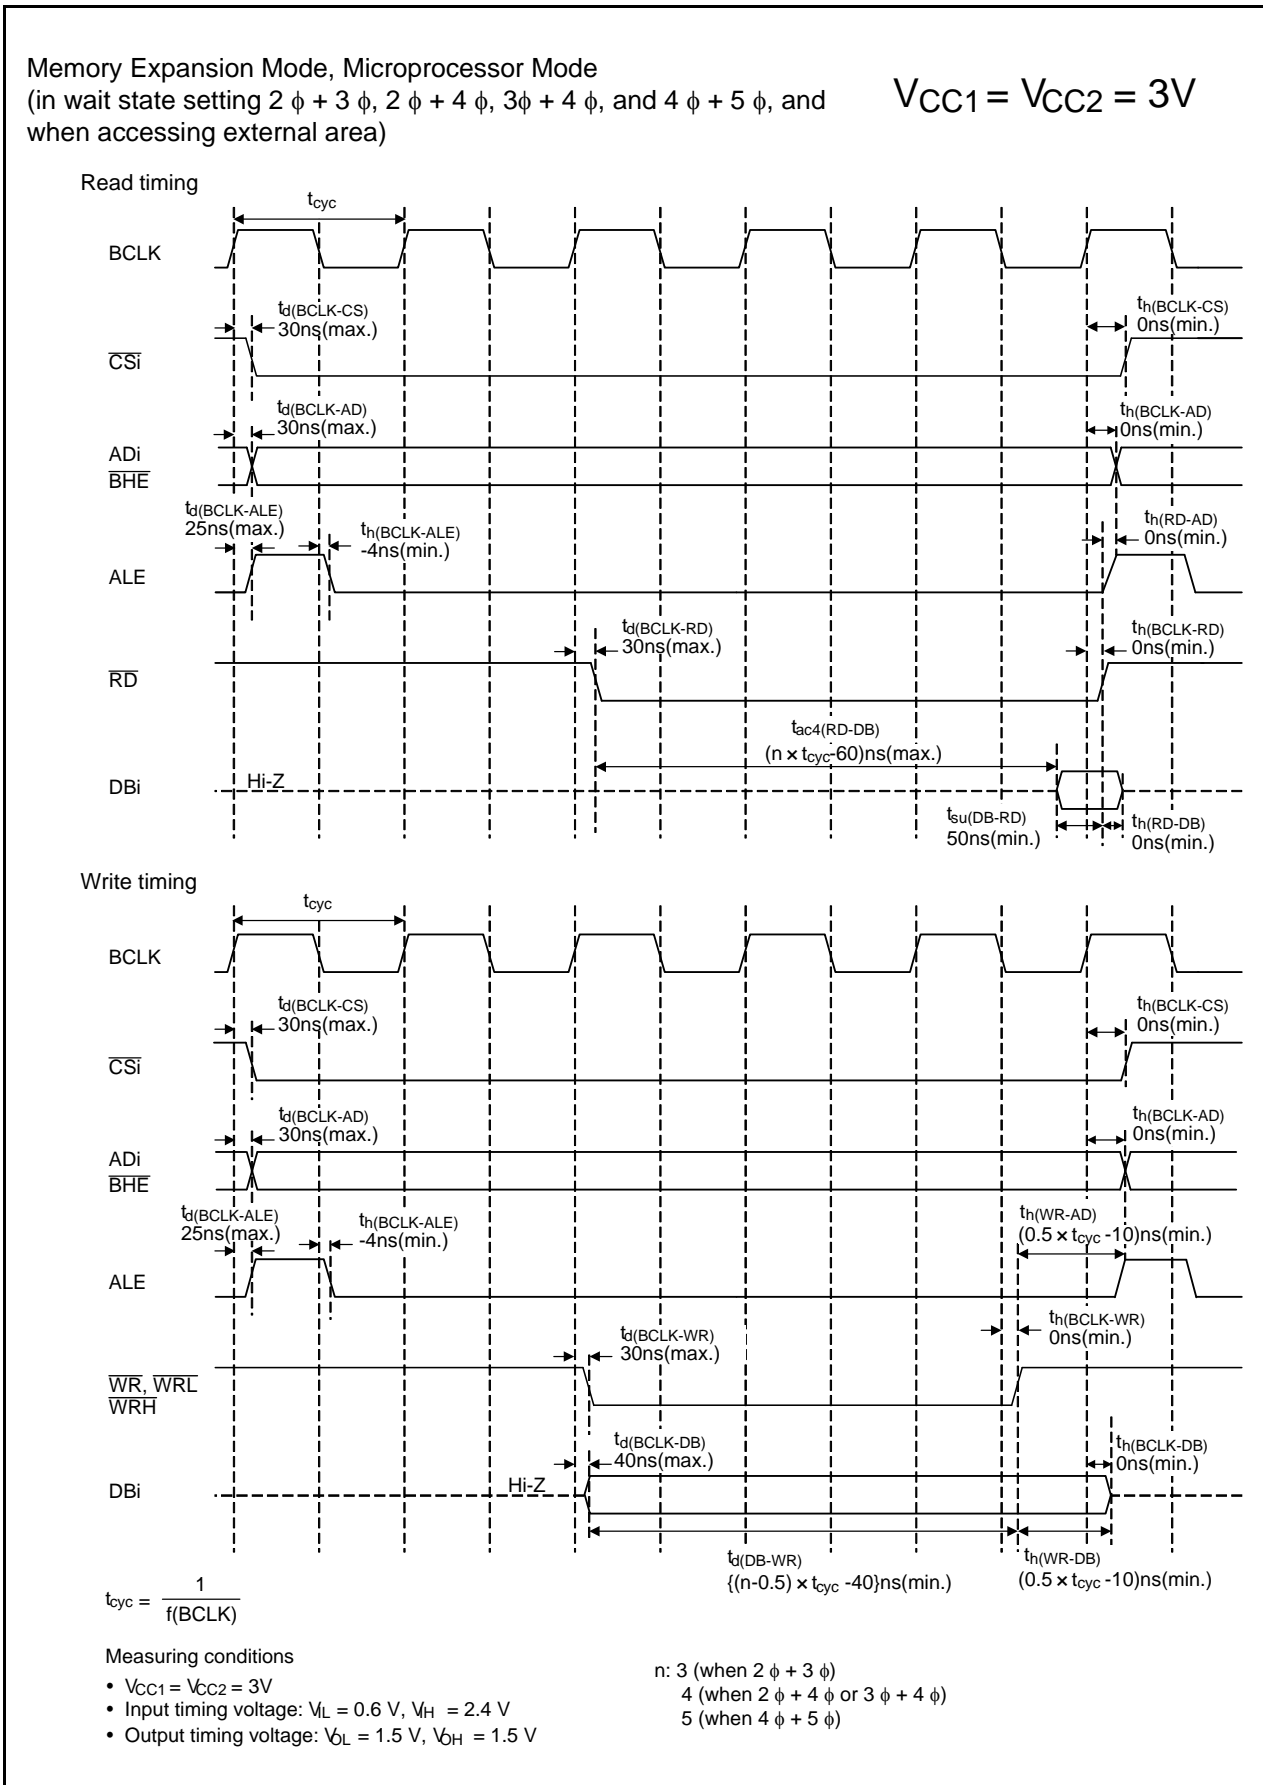 Memory Expansion Mode, Microprocessor Mode
(in wait state setting 2 ϕ + 3 ϕ, 2 ϕ + 4 ϕ, 3ϕ + 4 ϕ, and 4 ϕ + 5 ϕ, and
when accessing external area)
VCC1 = VCC2 = 3V
Read timing
tcyc
BCLK
td(BCLK-CS)
30ns(max.)
th(BCLK-CS)
0ns(min.)
CSi
td(BCLK-AD)
30ns(max.)
th(BCLK-AD)
0ns(min.)
ADi
BHE
td(BCLK-ALE)
25ns(max.)
th(BCLK-ALE)
-4ns(min.)
th(RD-AD)
0ns(min.)
ALE
td(BCLK-RD)
30ns(max.)
th(BCLK-RD)
0ns(min.)
RD
tac4(RD-DB)
(n × tcyc-60)ns(max.)
Hi-Z
DBi
tsu(DB-RD)
50ns(min.)
th(RD-DB)
0ns(min.)
Write timing
tcyc
BCLK
td(BCLK-CS)
30ns(max.)
th(BCLK-CS)
0ns(min.)
CSi
td(BCLK-AD)
30ns(max.)
th(BCLK-AD)
0ns(min.)
ADi
BHE
td(BCLK-ALE)
25ns(max.)
th(BCLK-ALE)
-4ns(min.)
th(WR-AD)
(0.5 × tcyc -10)ns(min.)
ALE
td(BCLK-WR)
30ns(max.)
th(BCLK-WR)
0ns(min.)
WR, WRL
WRH
td(BCLK-DB)
40ns(max.)
th(BCLK-DB)
0ns(min.)
Hi-Z
DBi
td(DB-WR)
{(n-0.5) × tcyc -40}ns(min.)
th(WR-DB)
(0.5 × tcyc -10)ns(min.)
tcyc = 1
f(BCLK)
Measuring conditions
• VCC1 = VCC2 = 3V
• Input timing voltage: VIL = 0.6 V, VIH = 2.4 V
• Output timing voltage: VOL = 1.5 V, VOH = 1.5 V
n: 3 (when 2 ϕ + 3 ϕ)
4 (when 2 ϕ + 4 ϕ or 3 ϕ + 4 ϕ)
5 (when 4 ϕ + 5 ϕ)